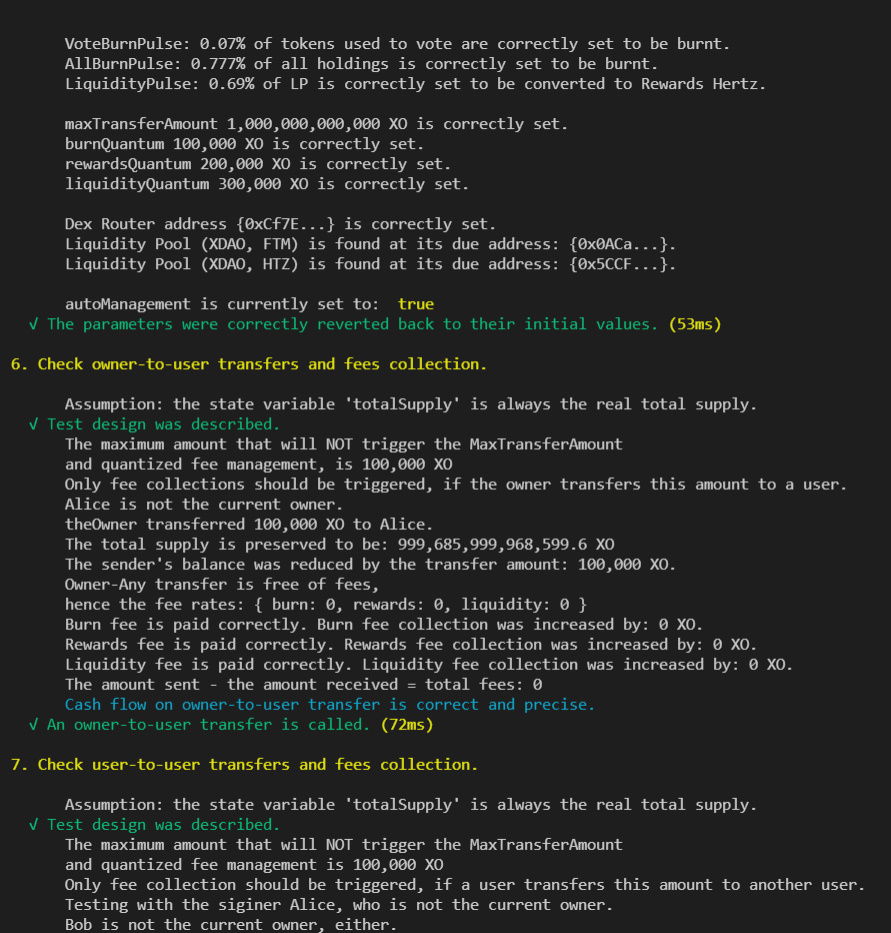 VoteBurnPulse: 0.07% of tokens used to vote are correctly set to be burnt.
AllBurnPulse: 0.777% of all holdings is correctly set to be burnt.
LiquidityPulse: 0.69% of LP is correctly set to be converted to Rewards Hertz.
maxTransferAmount 1,000,000,000,000 XO is correctly set.
burnQuantum 100,000 XO is correctly set.
rewardsQuantum 200,000 XO is correctly set.
liquidityQuantum 300,000 XO is correctly set.
Dex Router address {0xCf7E...} is correctly set.
Liquidity Pool (XDAO, FTM) is found at its due address: {0x0ACa...}.
Liquidity Pool (XDAO, HTZ) is found at its due address: {0x5CCF...}.
autoManagement is currently set to:  true
√ The parameters were correctly reverted back to their initial values. (53ms)
6. Check owner-to-user transfers and fees collection.
Assumption: the state variable 'totalSupply' is always the real total supply.
√ Test design was described.
The maximum amount that will NOT trigger the MaxTransferAmount
and quantized fee management, is 100,000 XO
Only fee collections should be triggered, if the owner transfers this amount to a user.
Alice is not the current owner.
theOwner transferred 100,000 XO to Alice.
The total supply is preserved to be: 999,685,999,968,599.6 XO
The sender's balance was reduced by the transfer amount: 100,000 XO.
Owner-Any transfer is free of fees,
hence the fee rates: { burn: 0, rewards: 0, liquidity: 0 }
Burn fee is paid correctly. Burn fee collection was increased by: 0 XO.
Rewards fee is paid correctly. Rewards fee collection was increased by: 0 XO.
Liquidity fee is paid correctly. Liquidity fee collection was increased by: 0 XO.
The amount sent - the amount received = total fees: 0
Cash flow on owner-to-user transfer is correct and precise.
√ An owner-to-user transfer is called. (72ms)
7. Check user-to-user transfers and fees collection.
Assumption: the state variable 'totalSupply' is always the real total supply.
√ Test design was described.
The maximum amount that will NOT trigger the MaxTransferAmount
and quantized fee management is 100,000 XO
Only fee collection should be triggered, if a user transfers this amount to another user.
Testing with the siginer Alice, who is not the current owner.
Bob is not the current owner, either.